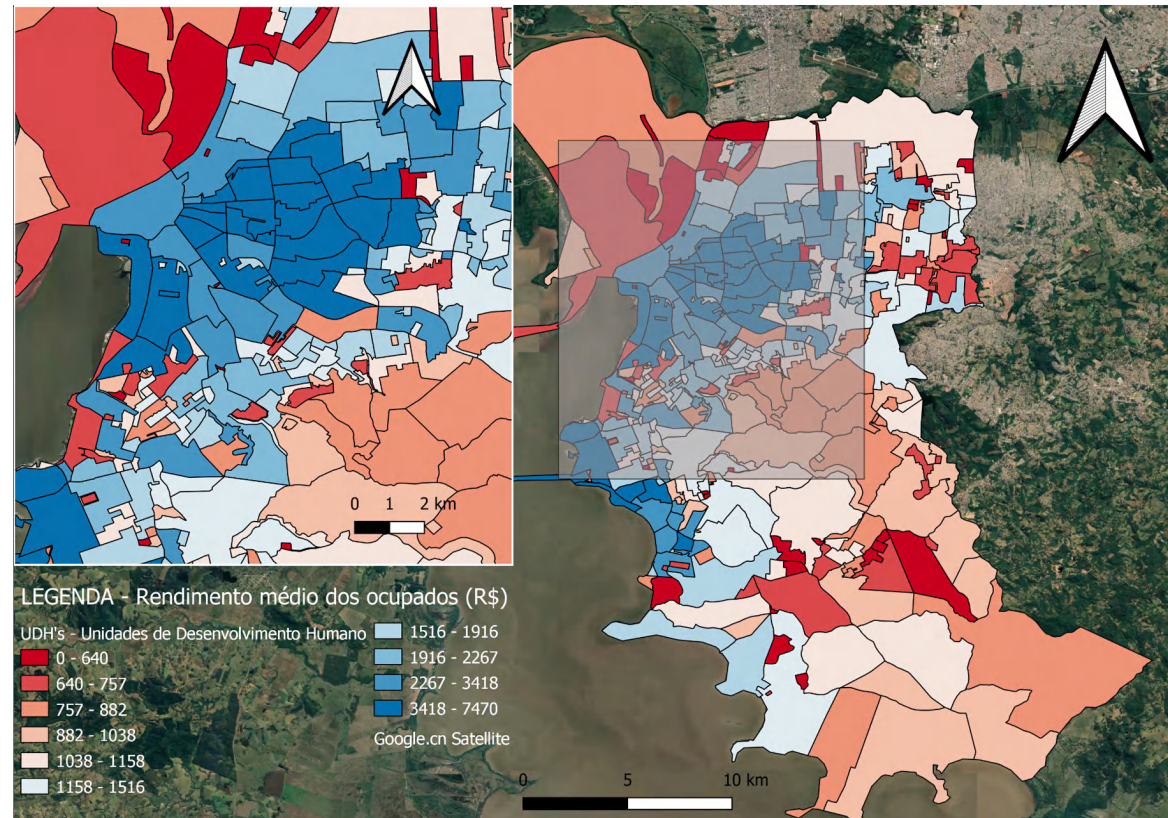 0 1 2 km
LEGENDA - Rendimento médio dos ocupados (R$)
UDH's - Unidades de Desenvolvimento Humano
0 - 640
640 - 757
757 - 882
882 - 1038
1038 - 1158
1158 - 1516
1516 - 1916
1916 - 2267
2267 - 3418
3418 - 7470
Google.cn Satellite
0 5 10 km